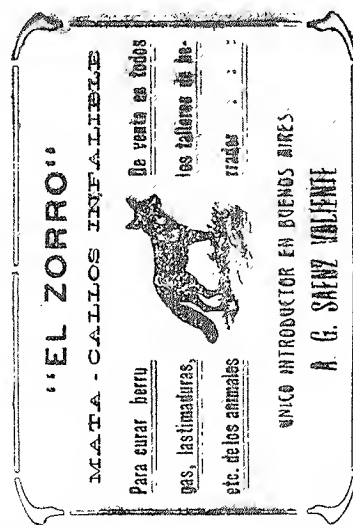 "EL ZORRO"
MATA-CALLOS INFALIBLE
Para curar berru
gas, lastimaduras,
etc. de los animales
De venta en todos
los talleres de he-
rrador . . . .
UNICO INTRODUCTOR EN BUENOS AIRES.
A. G. SAENZ VALIENTE